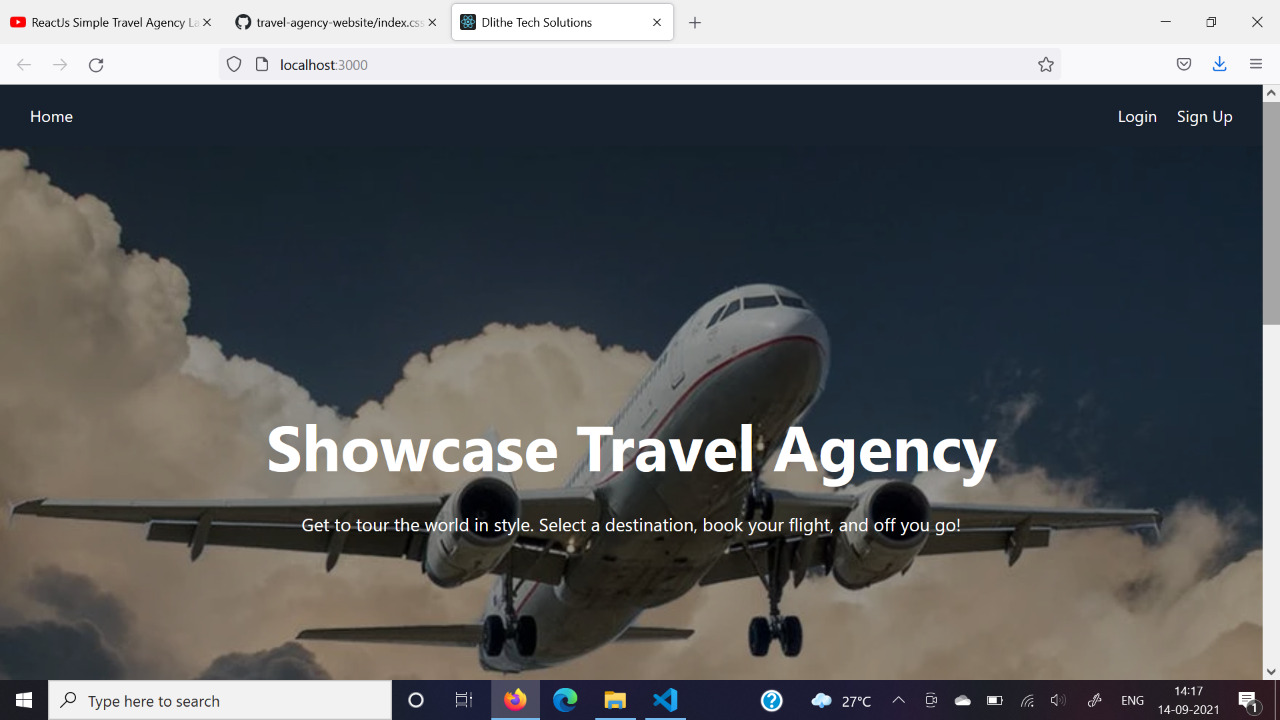 ReactJs Simple Travel Agency La
travel-agency-website/index.css
Dlithe Tech Solutions
localhost:3000
Home
Login
Sign Up
Showcase Travel Agency
Get to tour the world in style. Select a destination, book your flight, and off you go!
Type here to search
27°C
ENG
14:17
14-09-2021
1